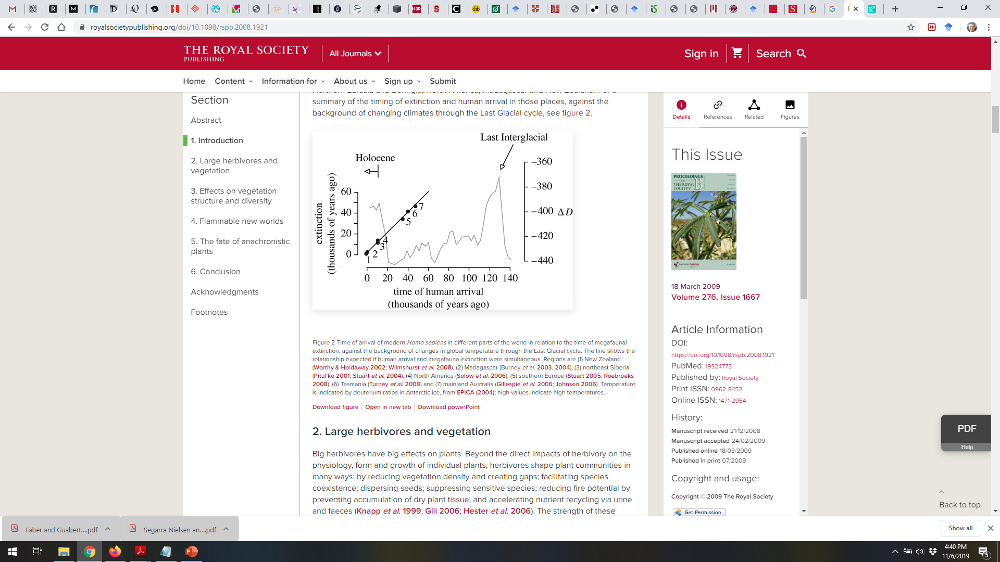 royalsocietypublishing.org/doi/10.1098/rspb.2008.1921
THE ROYAL SOCIETY
PUBLISHING
All Journals
Sign in
Search
Home
Content
Information for
About us
Sign up
Submit
Section
Abstract
1. Introduction
2. Large herbivores and
vegetation
3. Effects on vegetation
structure and diversity
4. Flammable new worlds
5. The fate of anachronistic
plants
6. Conclusion
Acknowledgments
Footnotes
summary of the timing of extinction and human arrival in those places, against the
background of changing climates through the Last Glacial cycle, see figure 2.
Last Interglacial
Holocene
extinction
(thousands of years ago)
60
40
20
0
1
2
3
4
5
6
7
–360
–380
–400 ΔD
–420
–440
0 20 40 60 80 100 120 140
time of human arrival
(thousands of years ago)
Figure 2 Time of arrival of modern Homo sapiens in different parts of the world in relation to the time of megafaunal
extinction, against the background of changes in global temperature through the Last Glacial cycle. The line shows the
relationship expected if human arrival and megafauna extinction were simultaneous. Regions are (1) New Zealand
(Worthy & Holdaway 2002; Wilmshurst et al. 2008), (2) Madagascar (Burney et al. 2003, 2004), (3) northeast Siberia
(Pitul'ko 2001; Stuart et al. 2004), (4) North America (Solow et al. 2006), (5) southern Europe (Stuart 2005; Roebroeks
2008), (6) Tasmania (Turney et al. 2008) and (7) mainland Australia (Gillespie et al. 2006; Johnson 2006). Temperature
is indicated by deuterium ratios in Antarctic ice, from EPICA (2004); high values indicate high temperatures.
Download figure
Open in new tab
Download powerPoint
2. Large herbivores and vegetation
Big herbivores have big effects on plants. Beyond the direct impacts of herbivory on the
physiology, form and growth of individual plants, herbivores shape plant communities in
many ways: by reducing vegetation density and creating gaps; facilitating species
coexistence; dispersing seeds; suppressing sensitive species; reducing fire potential by
preventing accumulation of dry plant tissue; and accelerating nutrient recycling via urine
and faeces (Knapp et al. 1999; Gill 2006; Hester et al. 2006). The strength of these
Details
References
Related
Figures
This Issue
PROCEEDINGS
OF
THE ROYAL
SOCIETY
B
18 March 2009
Volume 276, Issue 1667
Article Information
DOI:
https://doi.org/10.1098/rspb.2008.1921
PubMed: 19324773
Published by: Royal Society
Print ISSN: 0962-8452
Online ISSN: 1471-2954
History:
Manuscript received 21/12/2008
Manuscript accepted 24/02/2009
Published online 18/03/2009
Published in print 07/2009
Copyright and usage:
Copyright © 2009 The Royal Society
Get Permission
PDF
Help
Back to top
Faber and Guabert....pdf
Segarra Nielsen an....pdf
Show all
4:40 PM
11/6/2019
5